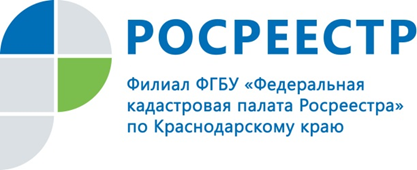 РОСРЕЕСТР
Филиал ФГБУ «Федеральная
кадастровая палата Росреестра»
по Краснодарскому краю